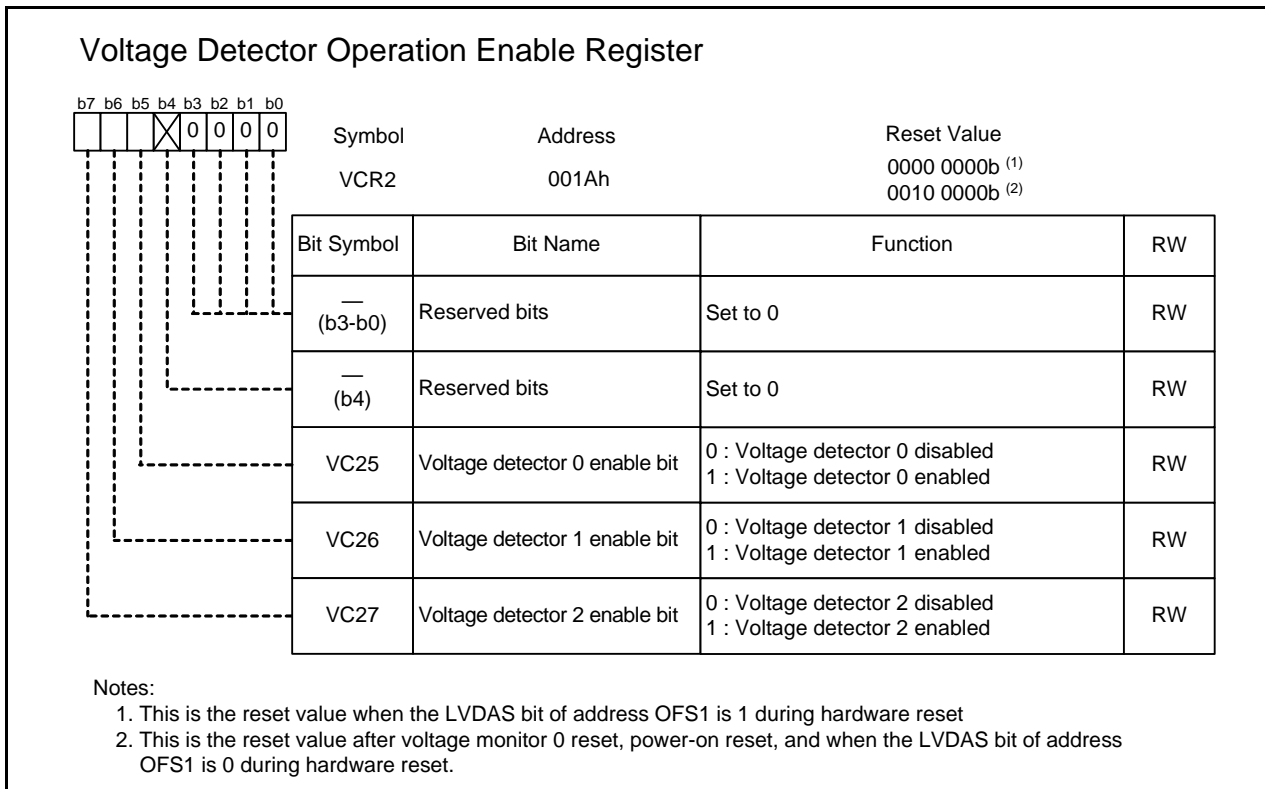 Voltage Detector Operation Enable Register
b7 b6 b5 b4 b3 b2 b1 b0
0 0 0 0
Symbol Address Reset Value
VCR2 001Ah 0000 0000b (1)
0010 0000b (2)
Bit Symbol Bit Name Function RW
—
(b3-b0) Reserved bits Set to 0 RW
—
(b4) Reserved bits Set to 0 RW
VC25 Voltage detector 0 enable bit 0 : Voltage detector 0 disabled RW
1 : Voltage detector 0 enabled
VC26 Voltage detector 1 enable bit 0 : Voltage detector 1 disabled RW
1 : Voltage detector 1 enabled
VC27 Voltage detector 2 enable bit 0 : Voltage detector 2 disabled RW
1 : Voltage detector 2 enabled
Notes:
1. This is the reset value when the LVDAS bit of address OFS1 is 1 during hardware reset
2. This is the reset value after voltage monitor 0 reset, power-on reset, and when the LVDAS bit of address
OFS1 is 0 during hardware reset.